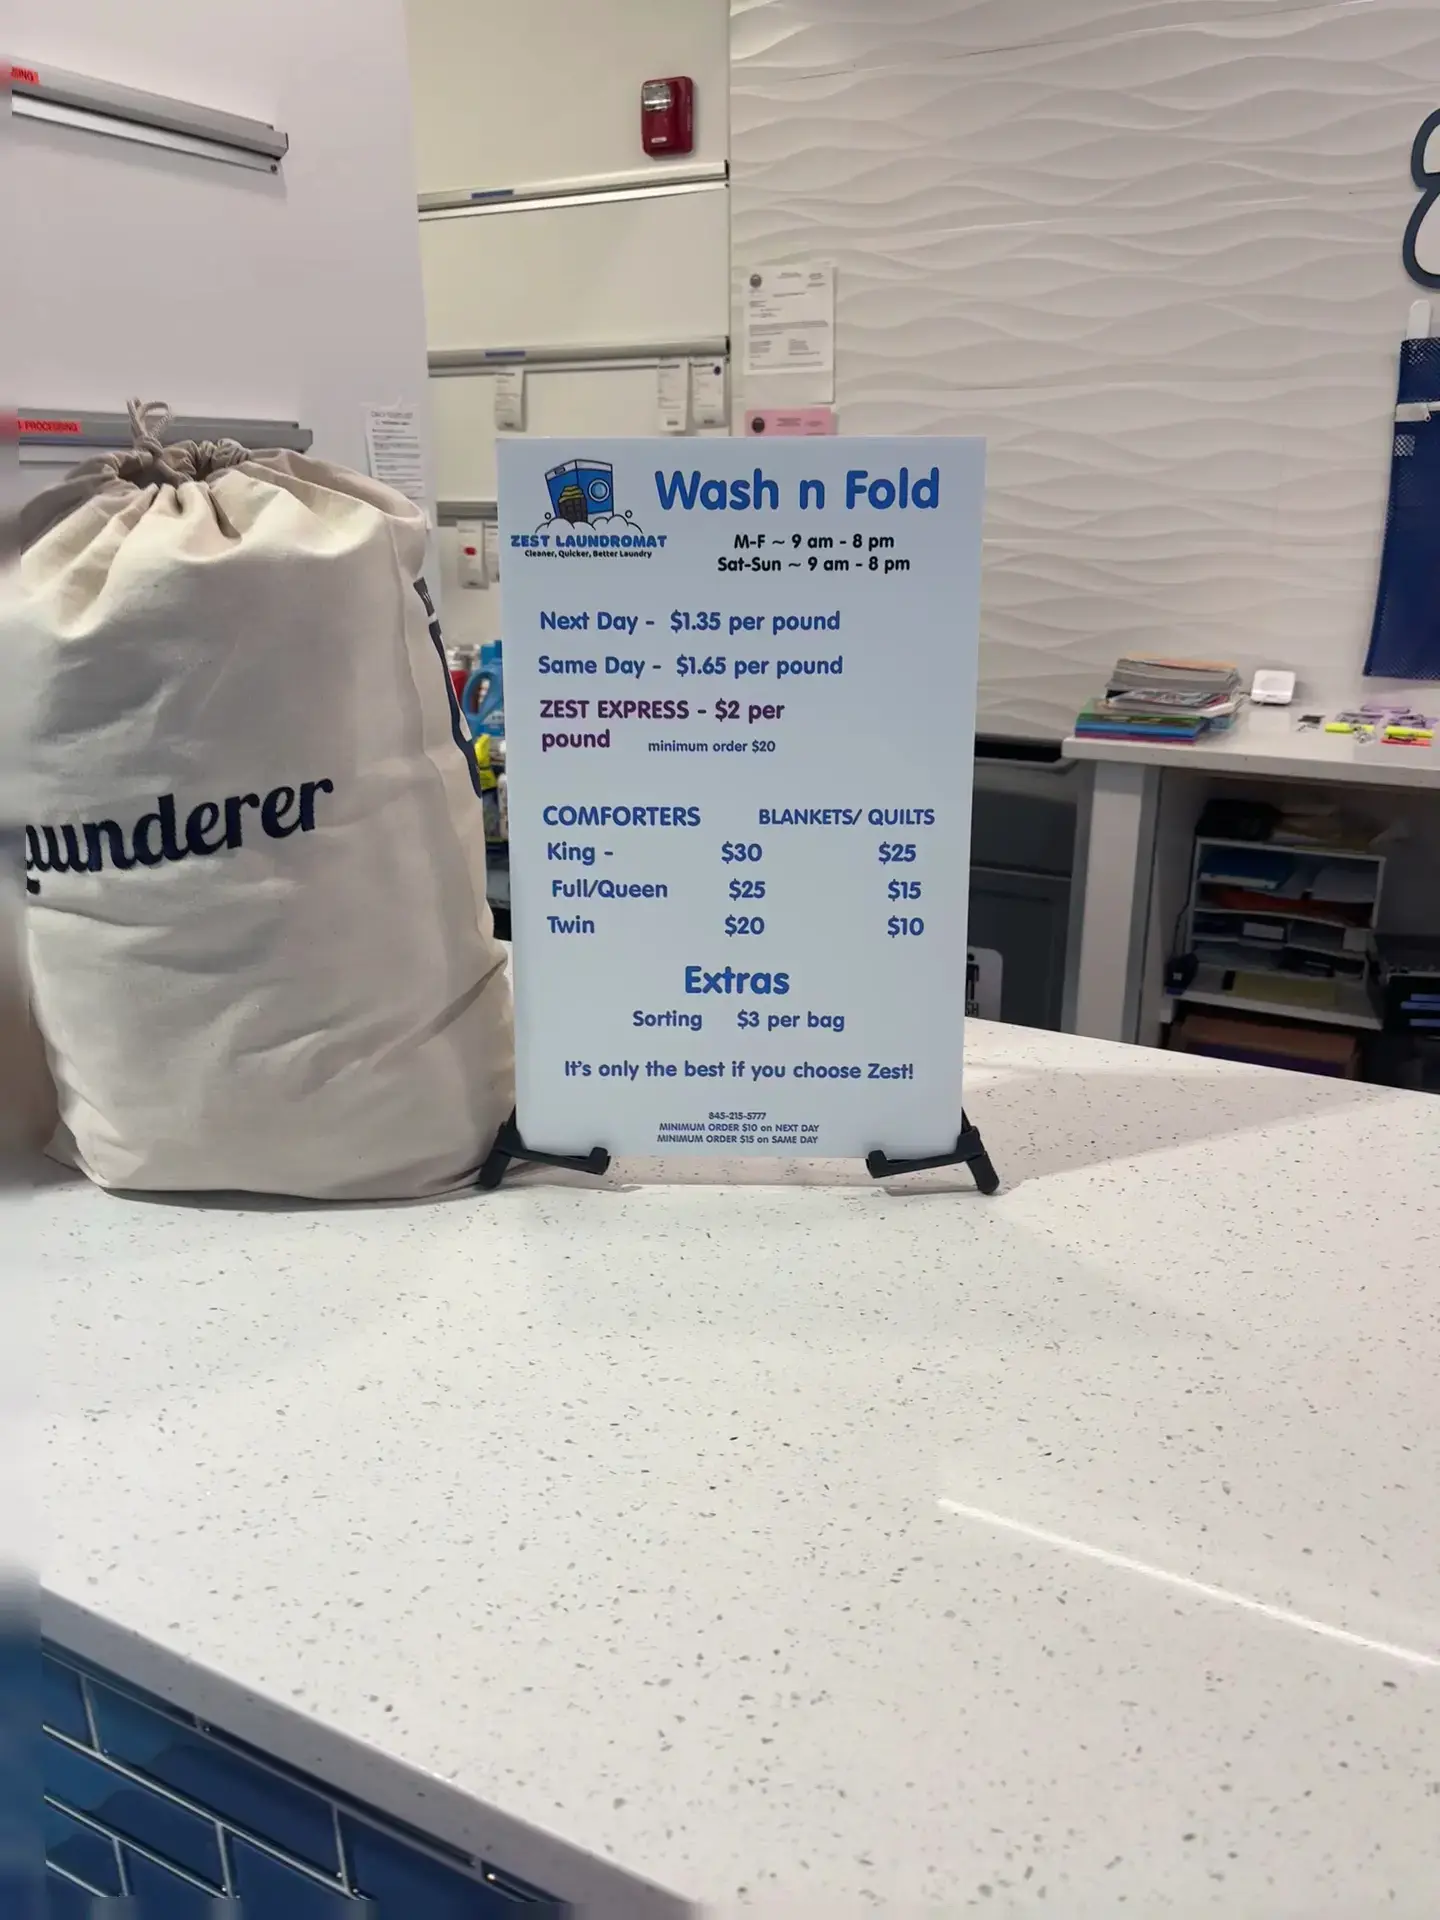 PROCESSING
aunderer
ZEST LAUNDROMAT
Cleaner, Quicker, Better Laundry
Wash n Fold
M-F ~ 9 am - 8 pm
Sat-Sun ~ 9 am - 8 pm
Next Day - $1.35 per pound
Same Day - $1.65 per pound
ZEST EXPRESS - $2 per
pound minimum order $20
COMFORTERS BLANKETS/ QUILTS
King - $30 $25
Full/Queen $25 $15
Twin $20 $10
Extras
Sorting $3 per bag
It's only the best if you choose Zest!
845-215-5777
MINIMUM ORDER $10 on NEXT DAY
MINIMUM ORDER $15 on SAME DAY